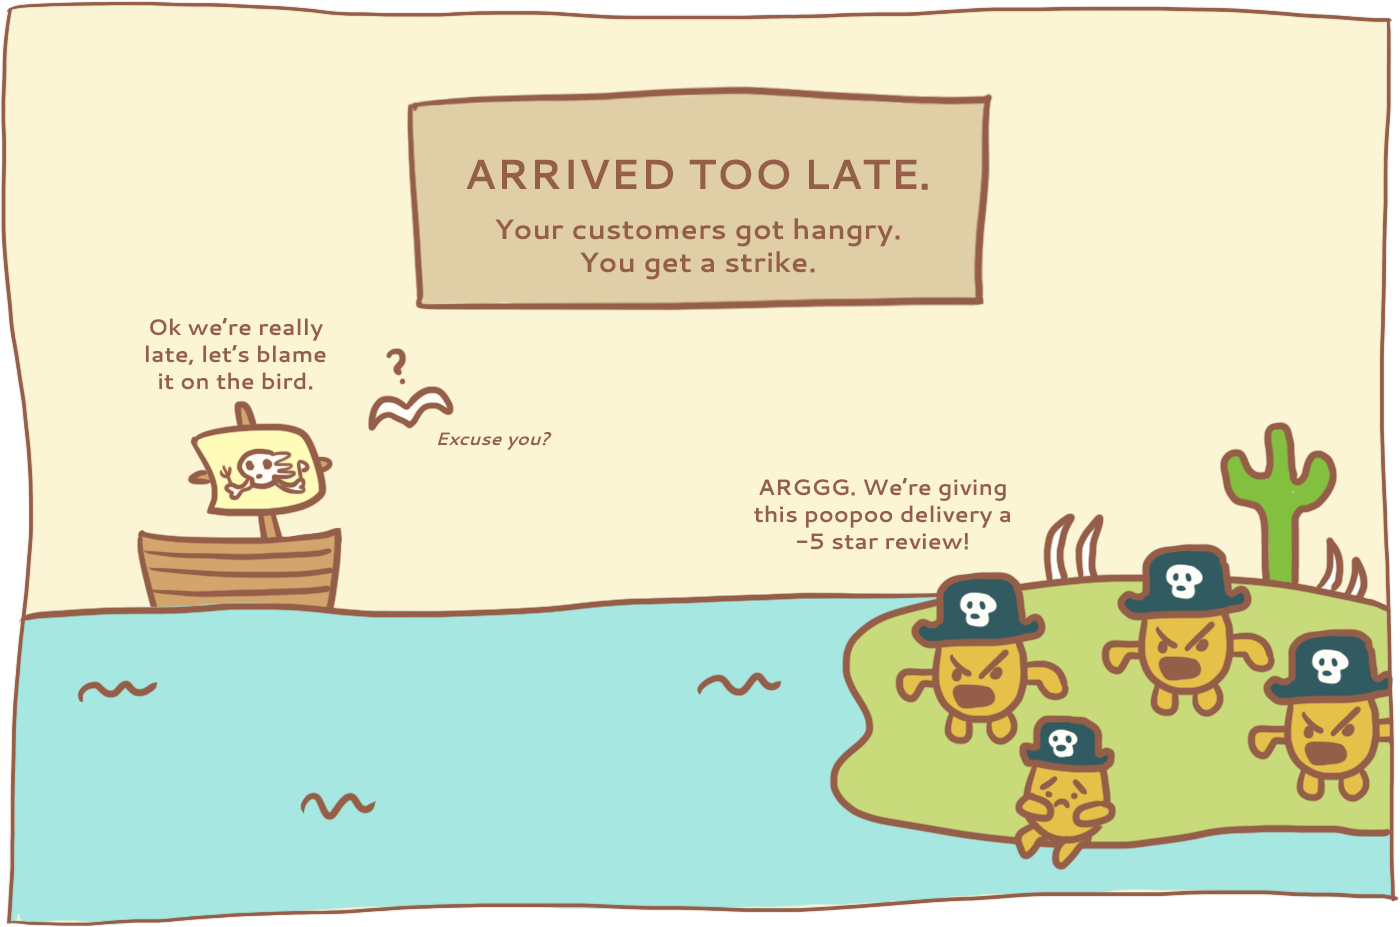 ARRIVED TOO LATE.
Your customers got hangry.
You get a strike.
Ok we're really
late, let's blame
it on the bird.
?
Excuse you?
ARGGG. We're giving
this poopoo delivery a
-5 star review!